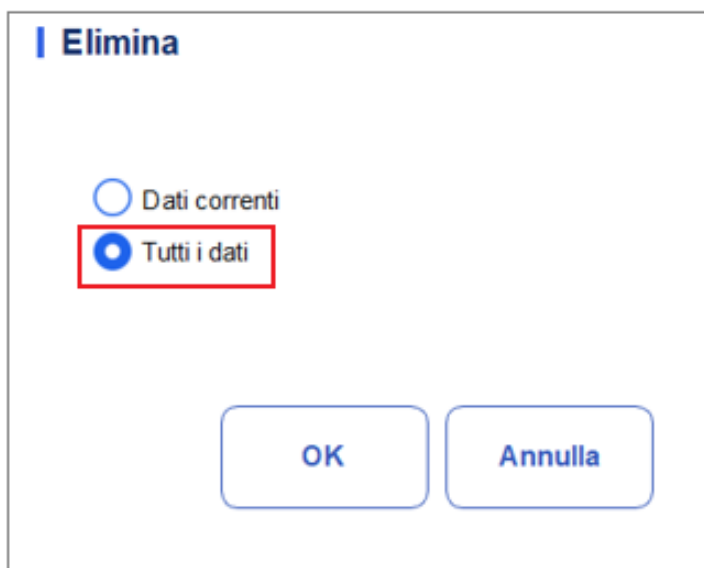 Elimina
Dati correnti
Tutti i dati
OK
Annulla